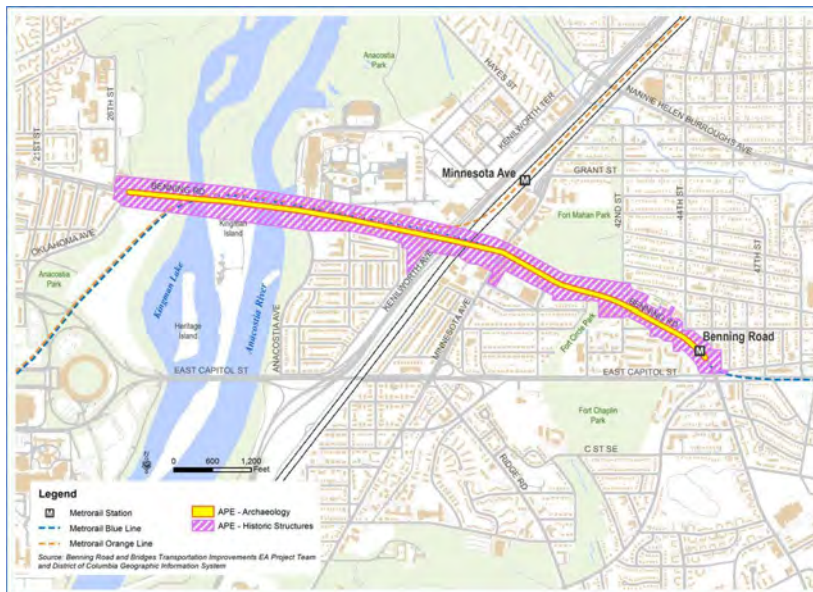 Anacostia
Park
HAYES ST
KENILWORTH TER
NANNIE HELEN BURROUGHS AVE
26TH ST
21ST ST
Minnesota Ave
M
GRANT ST
BENNING RD
42ND ST
44TH ST
Fort Mahan Park
47TH ST
Kingman
Island
OKLAHOMA AVE
Anacostia
Park
KENILWORTH AVE
Kingman Lake
Anacostia River
BENNING RD
Heritage
Island
ANACOSTIA AVE
MINNESOTA AVE
Fort Circle Park
Benning Road
M
EAST CAPITOL ST
EAST CAPITOL ST
Fort Chaplin
Park
C ST SE
RIDGE RD
0 600 1,200
Feet
Legend
M Metrorail Station
Metrorail Blue Line
Metrorail Orange Line
APE - Archaeology
APE - Historic Structures
Source: Benning Road and Bridges Transportation Improvements EA Project Team
and District of Columbia Geographic Information System